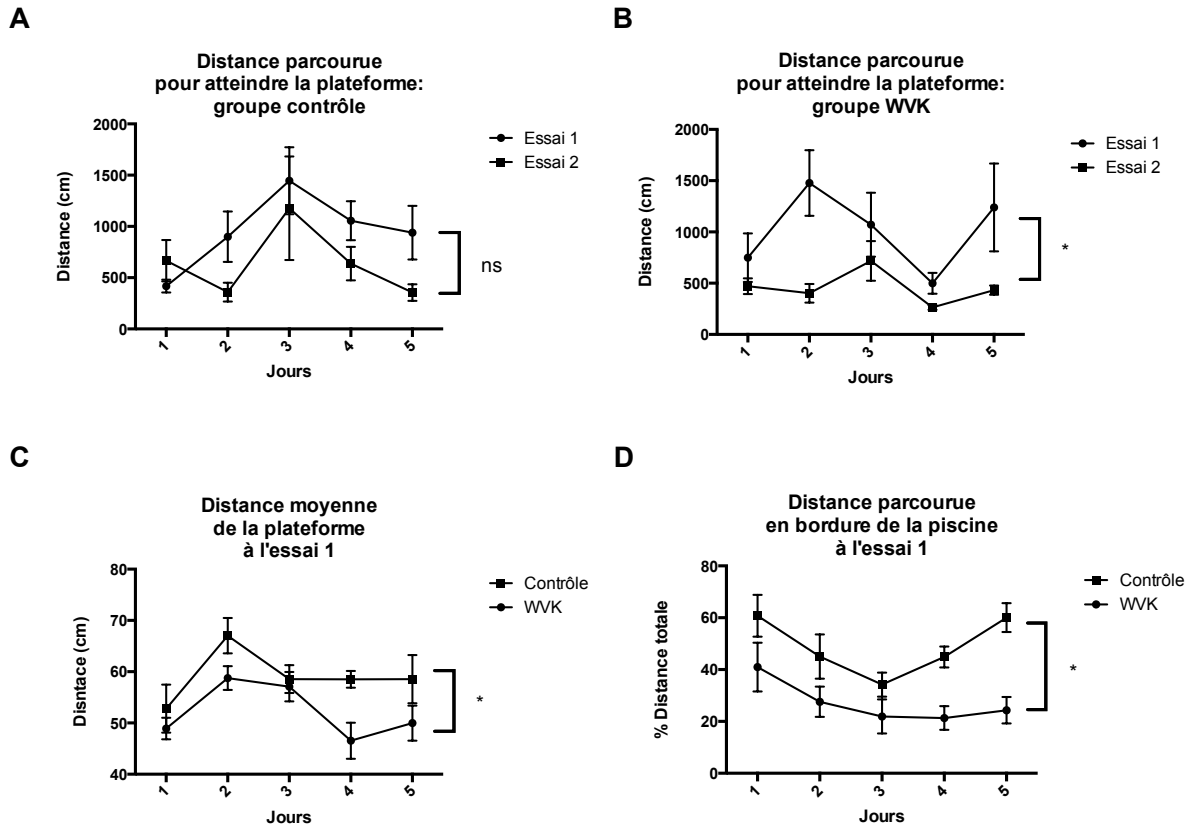 A
Distance parcourue
pour atteindre la plateforme:
groupe contrôle
2000
1500
1000
500
0
Distance (cm)
1 2 3 4 5
Jours
Essai 1
Essai 2
ns
B
Distance parcourue
pour atteindre la plateforme:
groupe WVK
2000
1500
1000
500
0
Distance (cm)
1 2 3 4 5
Jours
Essai 1
Essai 2
*
C
Distance moyenne
de la plateforme
à l'essai 1
80
70
60
50
40
Disntace (cm)
1 2 3 4 5
Jours
Contrôle
WVK
*
D
Distance parcourue
en bordure de la piscine
à l'essai 1
80
60
40
20
0
% Distance totale
1 2 3 4 5
Jours
Contrôle
WVK
*